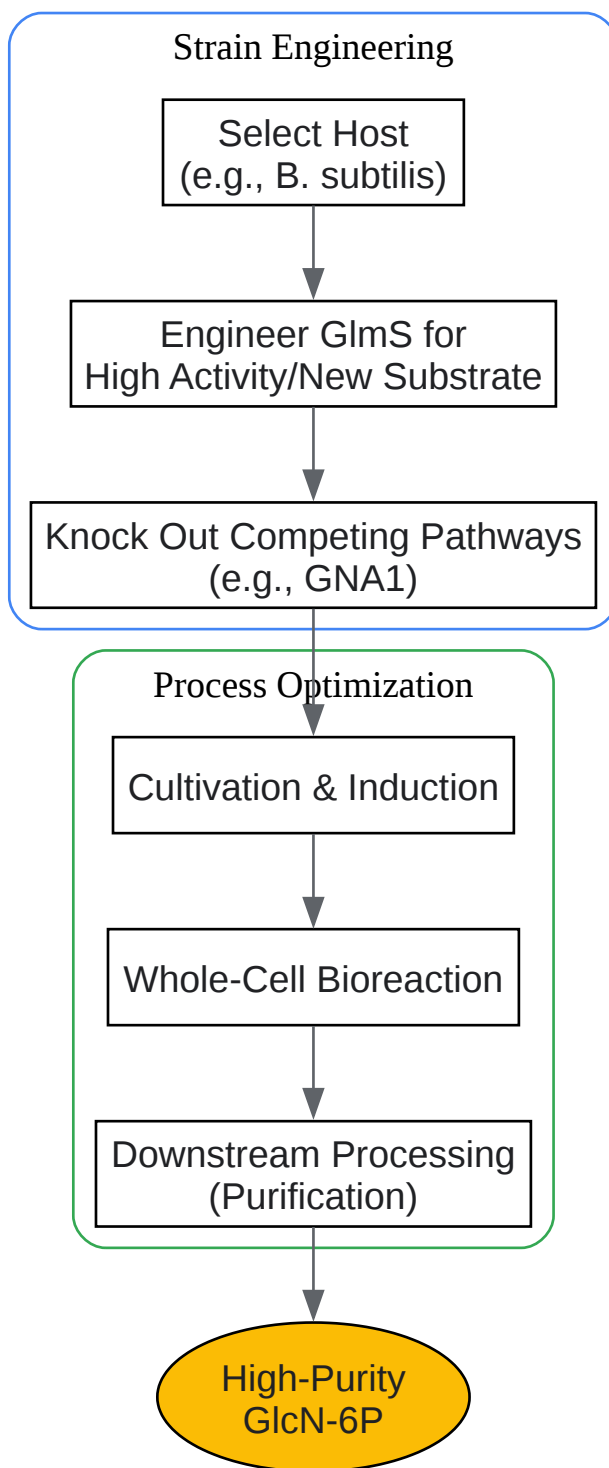 Strain Engineering
Select Host
(e.g., B. subtilis)
Engineer GlmS for
High Activity/New Substrate
Knock Out Competing Pathways
(e.g., GNA1)
Process Optimization
Cultivation & Induction
Whole-Cell Bioreaction
Downstream Processing
(Purification)
High-Purity
GlcN-6P